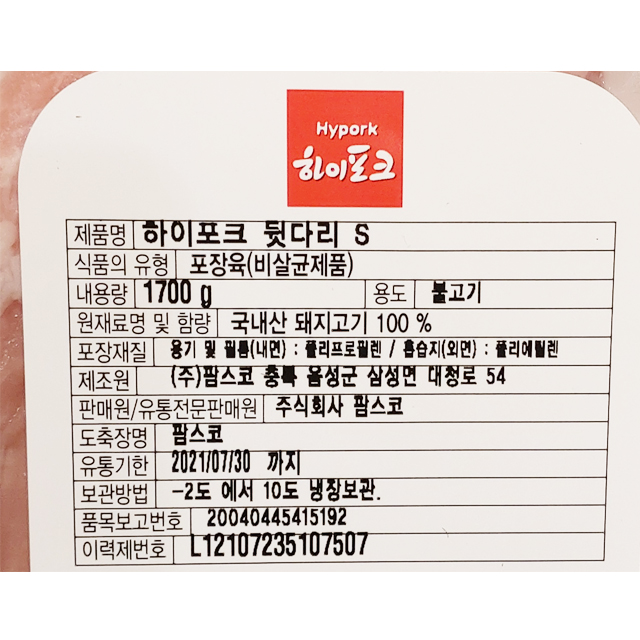 Hypork
하이포크
제품명 하이포크 뒷다리 S
식품의 유형 포장육(비살균제품)
내용량 1700 g 용도 불고기
원재료명 및 함량 국내산 돼지고기 100 %
포장재질 용기 및 필름(내면) : 폴리프로필렌 / 흡습지(외면) : 폴리에틸렌
제조원 (주)팜스코 충북 음성군 삼성면 대청로 54
판매원/유통전문판매원 주식회사 팜스코
도축장명 팜스코
유통기한 2021/07/30 까지
보관방법 -2도 에서 10도 냉장보관.
품목보고번호 20040445415192
이력제번호 L12107235107507